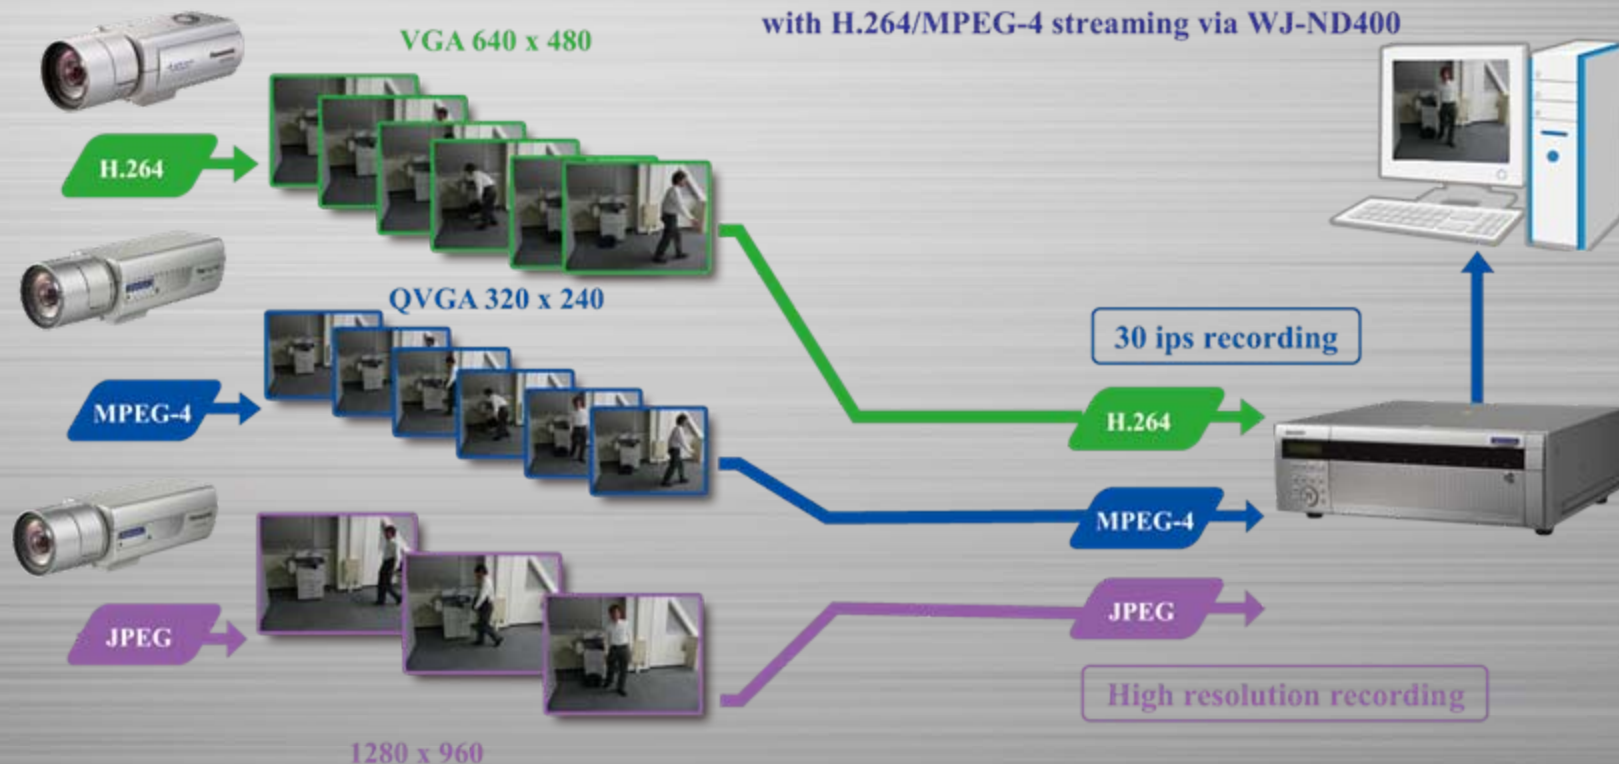 with H.264/MPEG-4 streaming via WJ-ND400
VGA 640 x 480
H.264
QVGA 320 x 240
MPEG-4
JPEG
1280 x 960
30 ips recording
H.264
MPEG-4
JPEG
High resolution recording
Panasonic